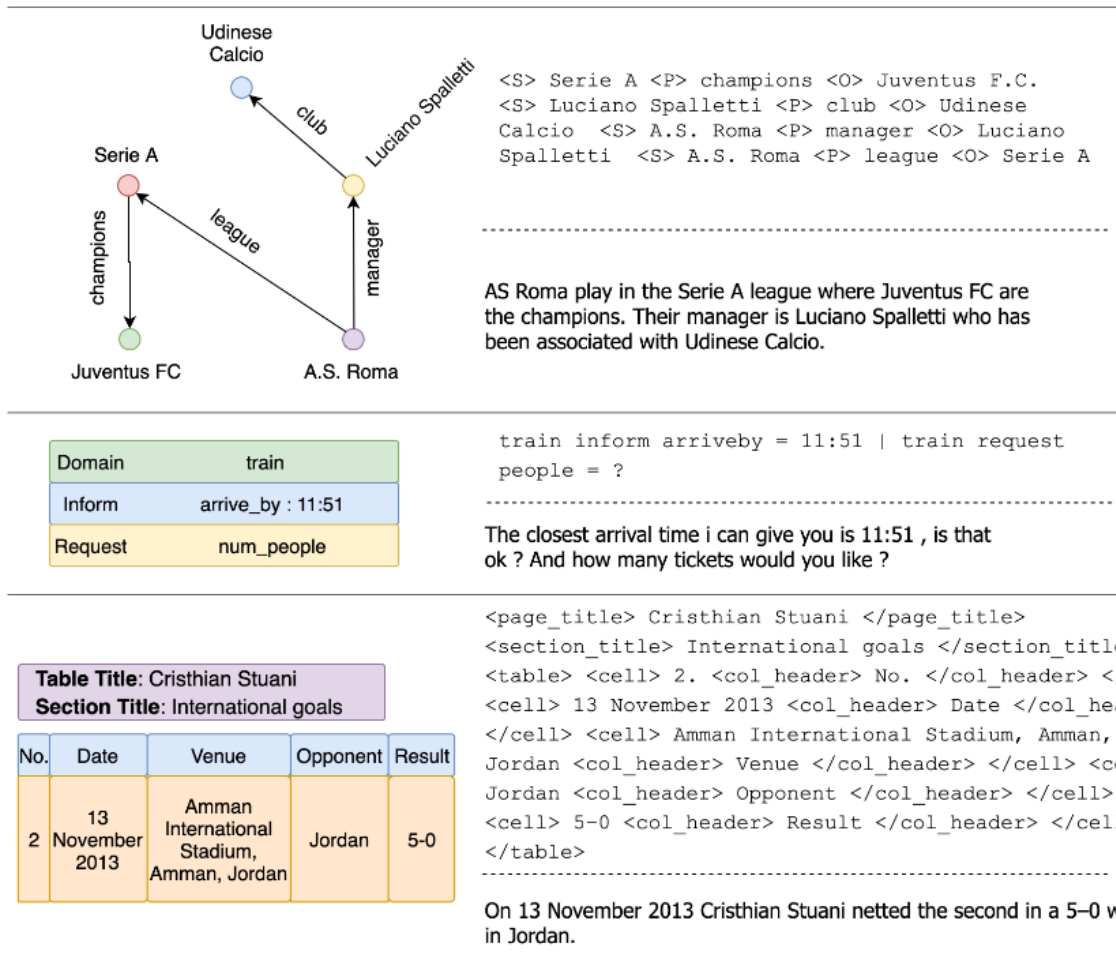 Udinese
Calcio
club
Luciano Spalletti
Serie A
league
champions
manager
Juventus FC
A.S. Roma
<S> Serie A <P> champions <O> Juventus F.C.
<S> Luciano Spalletti <P> club <O> Udinese
Calcio <S> A.S. Roma <P> manager <O> Luciano
Spalletti <S> A.S. Roma <P> league <O> Serie A
AS Roma play in the Serie A league where Juventus FC are
the champions. Their manager is Luciano Spalletti who has
been associated with Udinese Calcio.
Domain train
Inform arrive_by : 11:51
Request num_people
train inform arriveby = 11:51 | train request
people = ?
The closest arrival time i can give you is 11:51 , is that
ok ? And how many tickets would you like ?
Table Title: Cristhian Stuani
Section Title: International goals
No. Date Venue Opponent Result
2 13 November 2013 Amman International Stadium, Amman, Jordan Jordan 5-0
<page_title> Cristhian Stuani </page_title>
<section_title> International goals </section_title
<table> <cell> 2. <col_header> No. </col_header> </
<cell> 13 November 2013 <col_header> Date </col_hea
</cell> <cell> Amman International Stadium, Amman,
Jordan <col_header> Venue </col_header> </cell> <ce
Jordan <col_header> Opponent </col_header> </cell>
<cell> 5-0 <col_header> Result </col_header> </cel
</table>
On 13 November 2013 Cristhian Stuani netted the second in a 5–0
in Jordan.